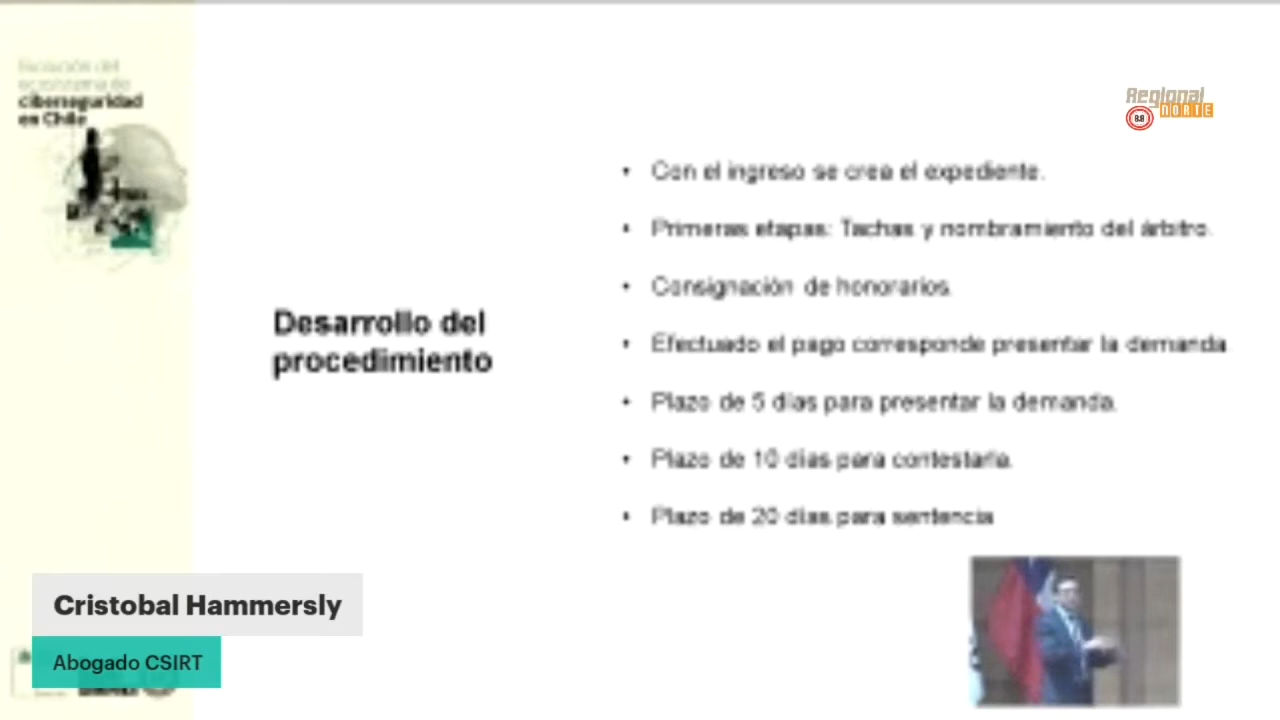 ciberseguridad
en Chile
Regional
NORTE
88
Desarrollo del
procedimiento
• Con el ingreso se crea el expediente.
• Primeras etapas: Tachas y nombramiento del árbitro.
• Consignación de honorarios.
• Efectuado el pago corresponde presentar la demanda
• Plazo de 5 días para presentar la demanda.
• Plazo de 10 días para contestarla.
• Plazo de 20 días para sentencia
Cristobal Hammersly
Abogado CSIRT